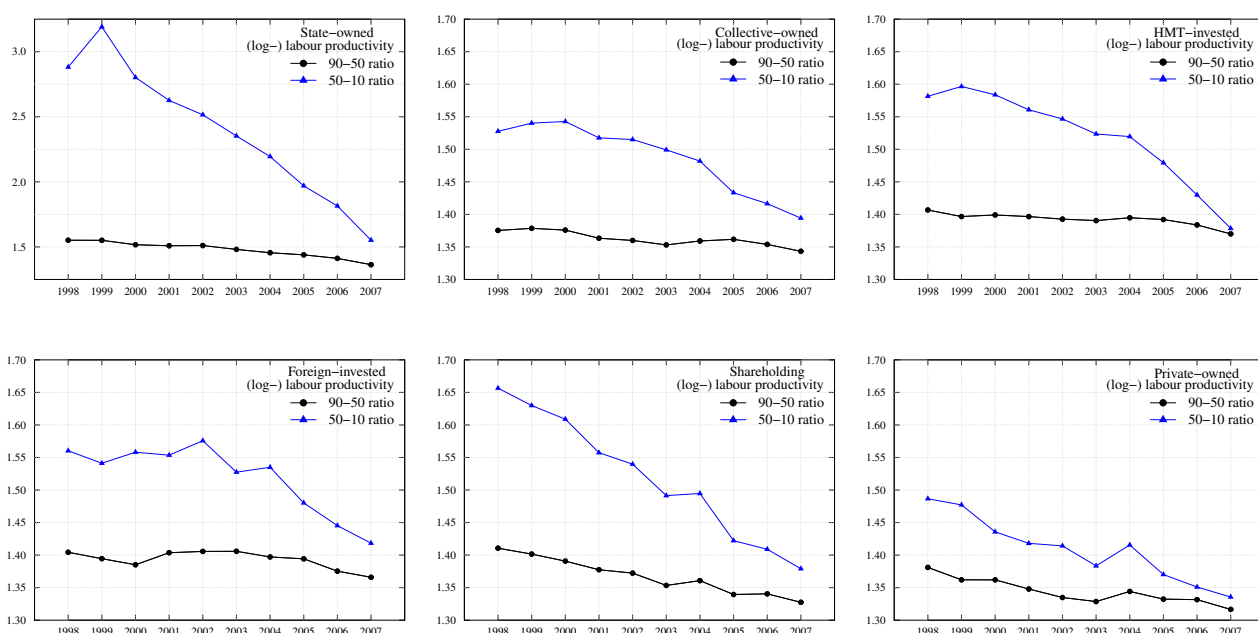 State−owned
(log−) labour productivity
90−50 ratio
50−10 ratio
3.0
2.5
2.0
1.5
1998 1999 2000 2001 2002 2003 2004 2005 2006 2007
Collective−owned
(log−) labour productivity
90−50 ratio
50−10 ratio
1.70
1.65
1.60
1.55
1.50
1.45
1.40
1.35
1.30
1998 1999 2000 2001 2002 2003 2004 2005 2006 2007
HMT−invested
(log−) labour productivity
90−50 ratio
50−10 ratio
1.70
1.65
1.60
1.55
1.50
1.45
1.40
1.35
1.30
1998 1999 2000 2001 2002 2003 2004 2005 2006 2007
Foreign−invested
(log−) labour productivity
90−50 ratio
50−10 ratio
1.70
1.65
1.60
1.55
1.50
1.45
1.40
1.35
1.30
1998 1999 2000 2001 2002 2003 2004 2005 2006 2007
Shareholding
(log−) labour productivity
90−50 ratio
50−10 ratio
1.70
1.65
1.60
1.55
1.50
1.45
1.40
1.35
1.30
1998 1999 2000 2001 2002 2003 2004 2005 2006 2007
Private−owned
(log−) labour productivity
90−50 ratio
50−10 ratio
1.70
1.65
1.60
1.55
1.50
1.45
1.40
1.35
1.30
1998 1999 2000 2001 2002 2003 2004 2005 2006 2007